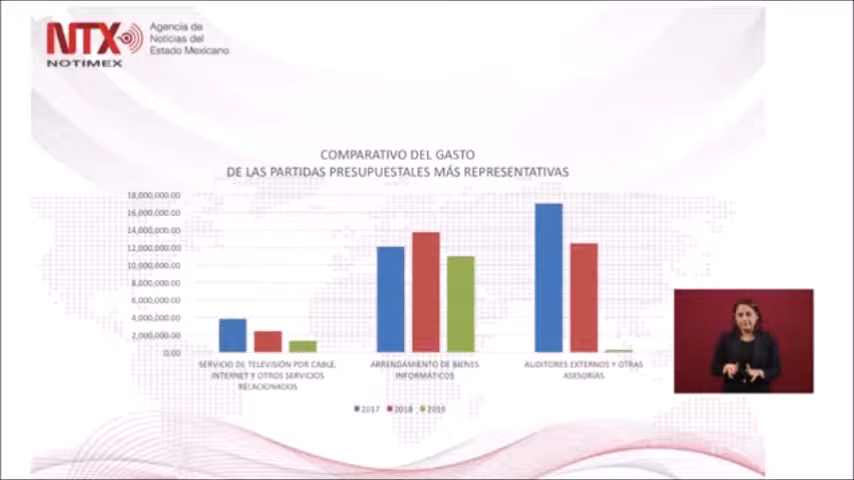 NTX
NOTIMEX
Agencia de
Noticias del
Estado Mexicano
COMPARATIVO DEL GASTO
DE LAS PARTIDAS PRESUPUESTALES MÁS REPRESENTATIVAS
18,000,000.00
16,000,000.00
14,000,000.00
12,000,000.00
10,000,000.00
8,000,000.00
6,000,000.00
4,000,000.00
2,000,000.00
0.00
SERVICIO DE TELEVISIÓN POR CABLE,
INTERNET Y OTROS SERVICIOS
RELACIONADOS
ARRENDAMIENTO DE BIENES
INFORMÁTICOS
AUDITORES EXTERNOS Y OTRAS
ASESORÍAS
2017 2018 2019